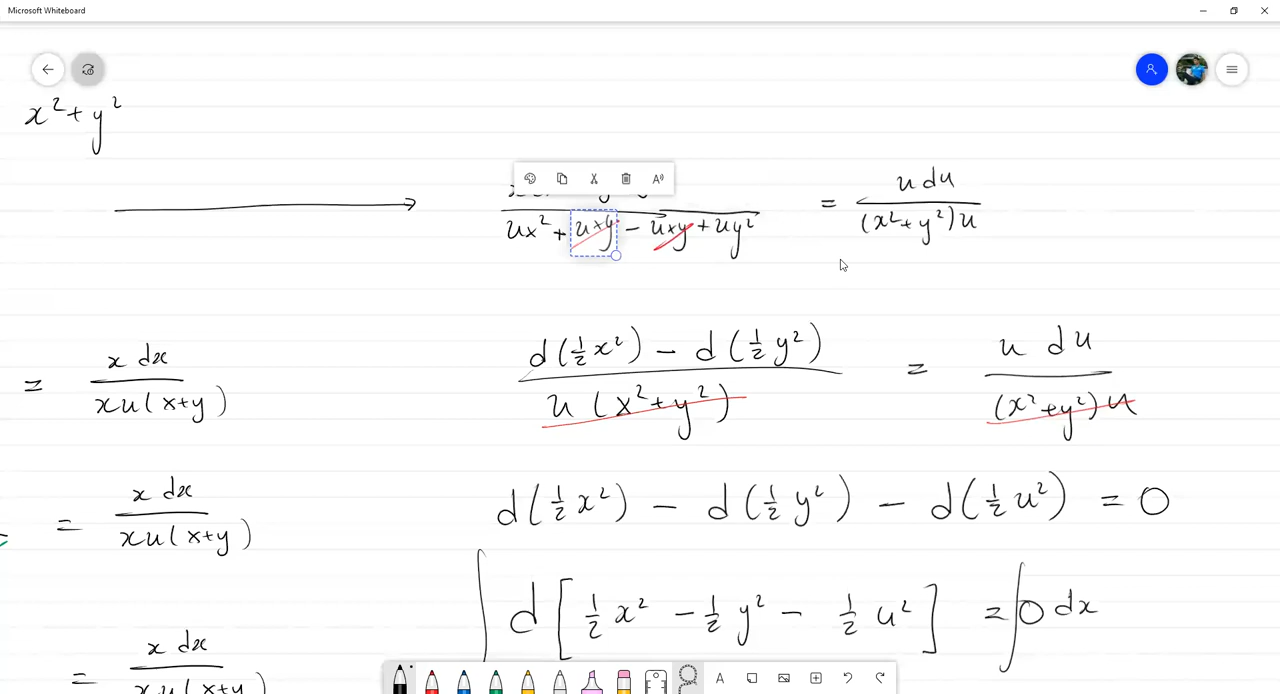 Microsoft Whiteboard
x² + y²
ux² + uxy − uxy + uy² = u du / (x² + y²) u
= x dx / xu(x+y)
d(½x²) − d(½y²) / u(x² + y²) = u du / (x² + y²) u
= x dx / xu(x+y)
d(½x²) − d(½y²) − d(½u²) = 0
∫ d[½x² − ½y² − ½u²] = ∫ 0 dx
= x dx / xu(x+y)